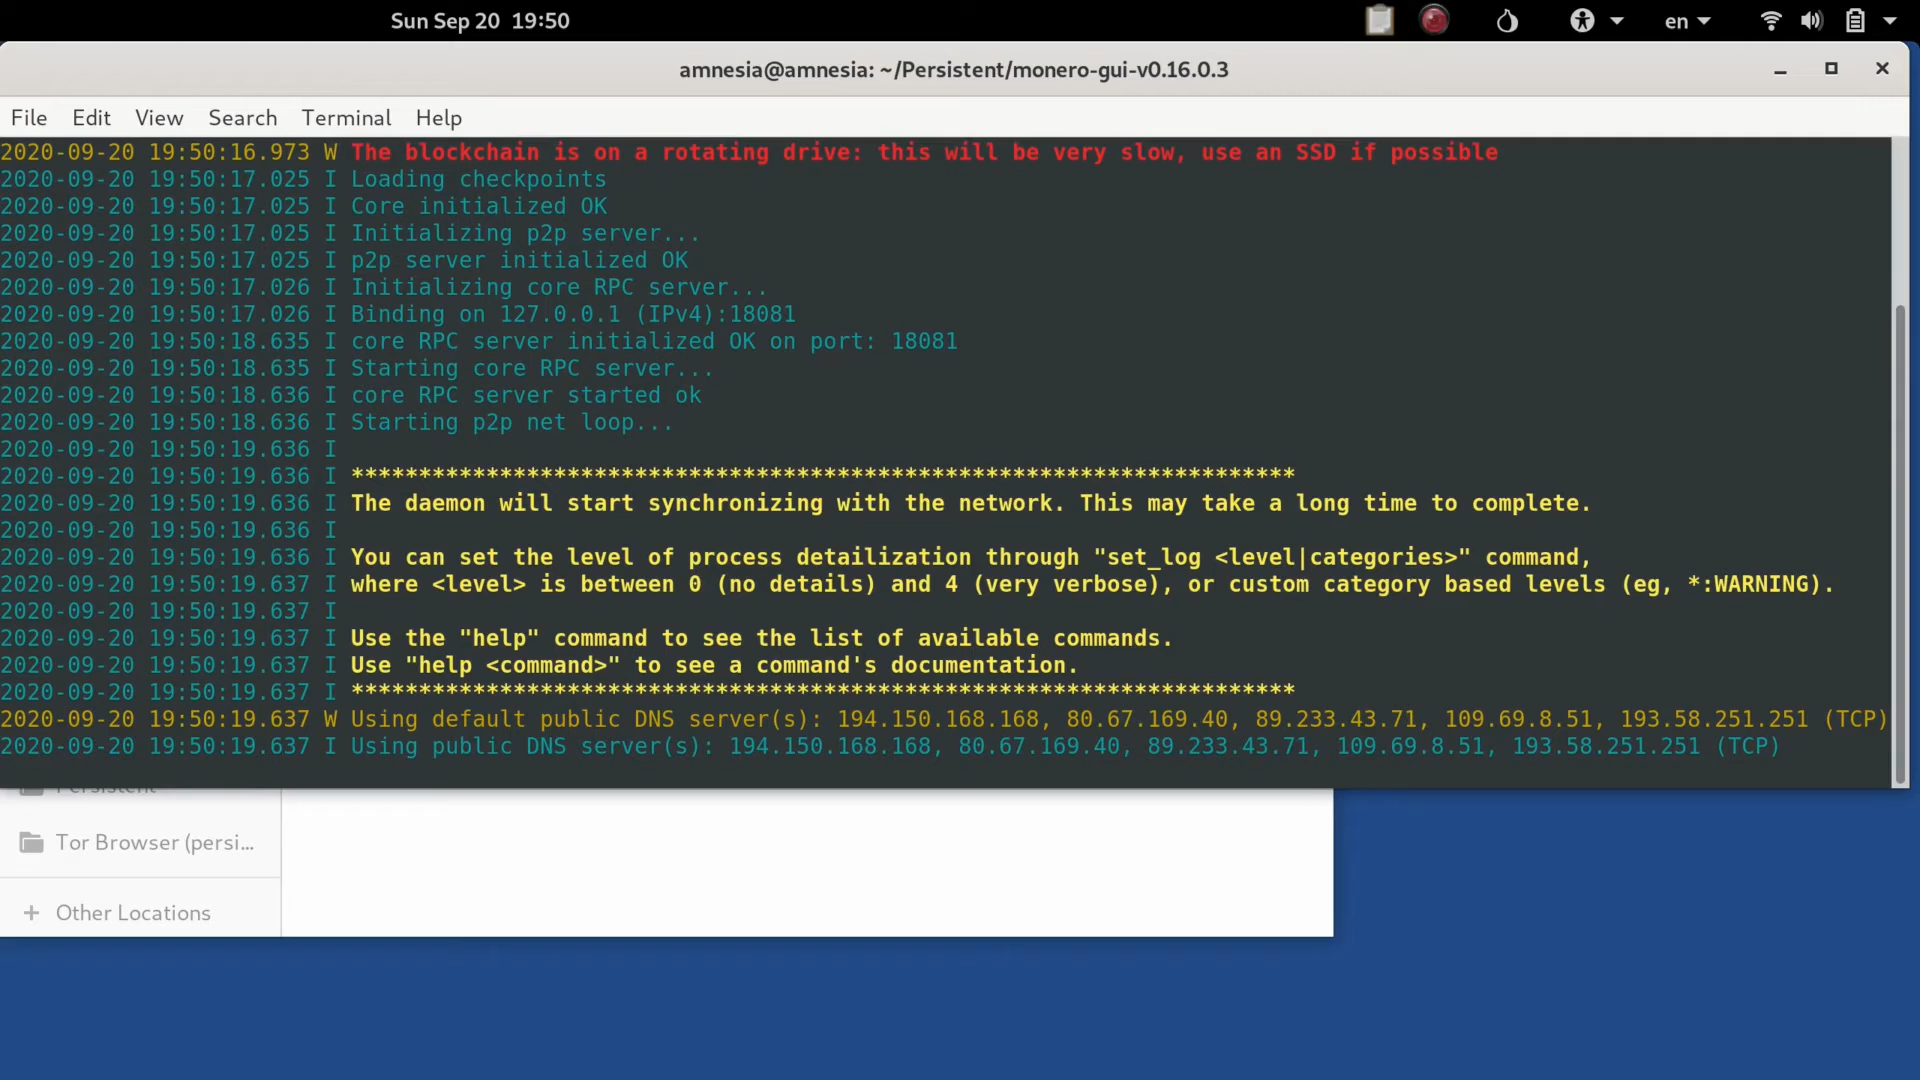 Sun Sep 20 19:50
en
amnesia@amnesia: ~/Persistent/monero-gui-v0.16.0.3
File Edit View Search Terminal Help
2020-09-20 19:50:16.973 W The blockchain is on a rotating drive: this will be very slow, use an SSD if possible
2020-09-20 19:50:17.025 I Loading checkpoints
2020-09-20 19:50:17.025 I Core initialized OK
2020-09-20 19:50:17.025 I Initializing p2p server...
2020-09-20 19:50:17.025 I p2p server initialized OK
2020-09-20 19:50:17.026 I Initializing core RPC server...
2020-09-20 19:50:17.026 I Binding on 127.0.0.1 (IPv4):18081
2020-09-20 19:50:18.635 I core RPC server initialized OK on port: 18081
2020-09-20 19:50:18.635 I Starting core RPC server...
2020-09-20 19:50:18.636 I core RPC server started ok
2020-09-20 19:50:18.636 I Starting p2p net loop...
2020-09-20 19:50:19.636 I
2020-09-20 19:50:19.636 I **********************************************************************
2020-09-20 19:50:19.636 I The daemon will start synchronizing with the network. This may take a long time to complete.
2020-09-20 19:50:19.636 I
2020-09-20 19:50:19.636 I You can set the level of process detailization through "set_log <level|categories>" command,
2020-09-20 19:50:19.637 I where <level> is between 0 (no details) and 4 (very verbose), or custom category based levels (eg, *:WARNING).
2020-09-20 19:50:19.637 I
2020-09-20 19:50:19.637 I Use the "help" command to see the list of available commands.
2020-09-20 19:50:19.637 I Use "help <command>" to see a command's documentation.
2020-09-20 19:50:19.637 I **********************************************************************
2020-09-20 19:50:19.637 W Using default public DNS server(s): 194.150.168.168, 80.67.169.40, 89.233.43.71, 109.69.8.51, 193.58.251.251 (TCP)
2020-09-20 19:50:19.637 I Using public DNS server(s): 194.150.168.168, 80.67.169.40, 89.233.43.71, 109.69.8.51, 193.58.251.251 (TCP)
Persistent
Tor Browser (persi...
+ Other Locations